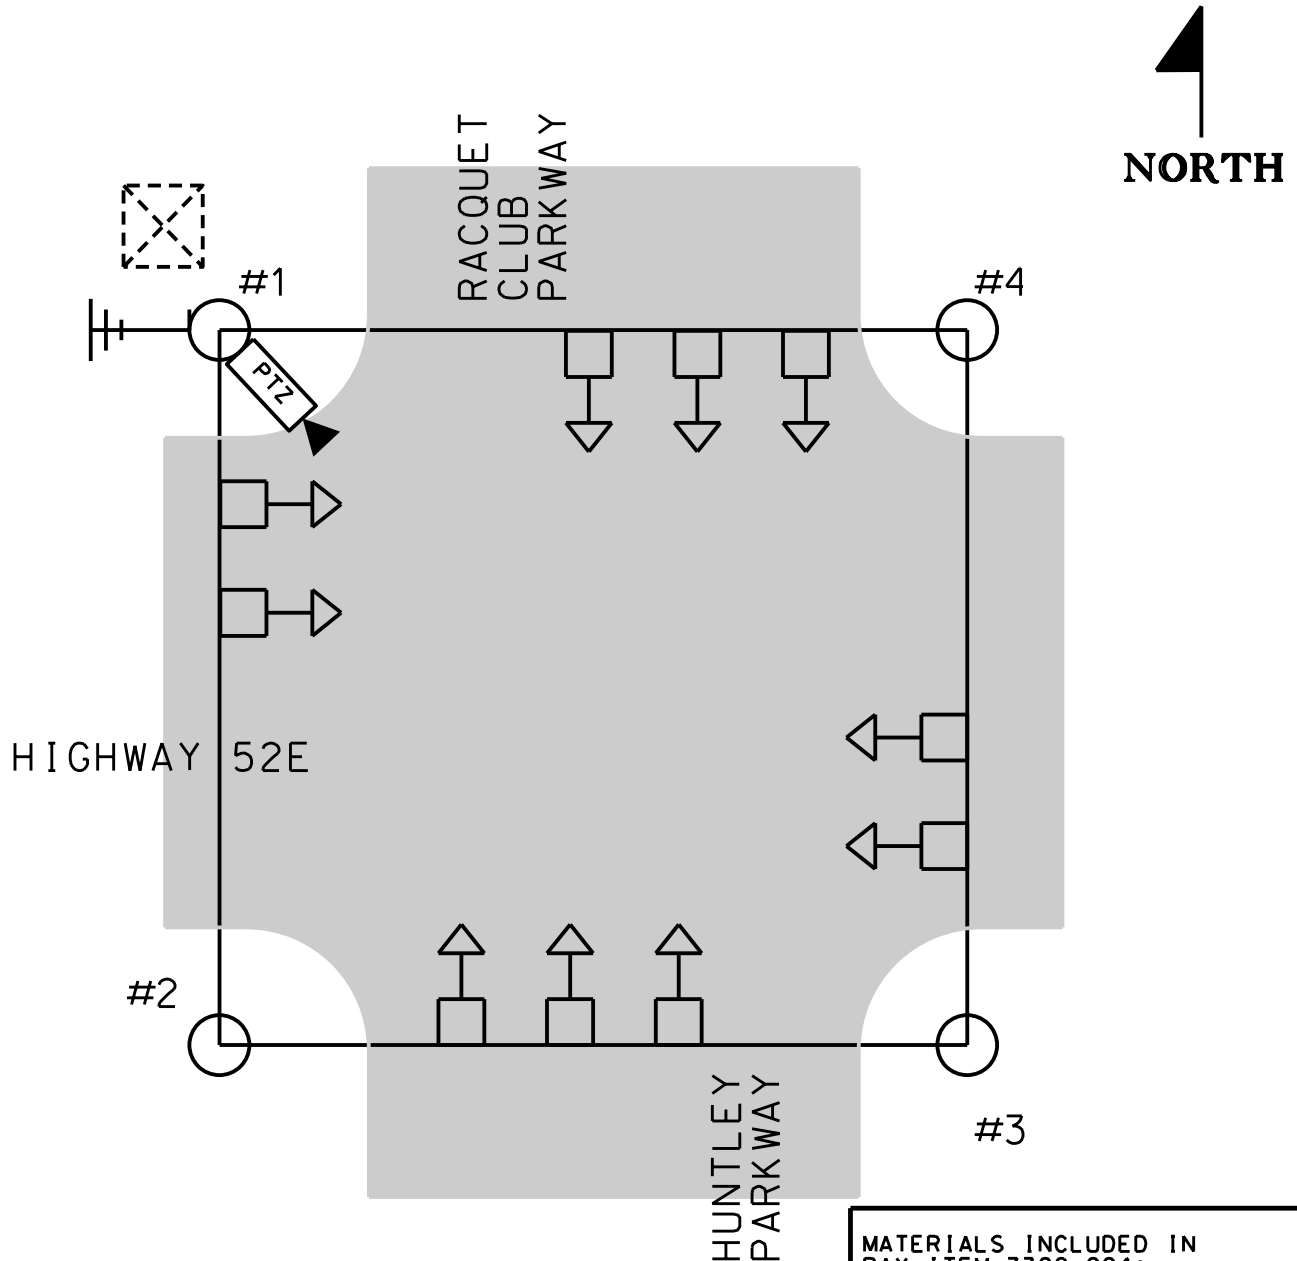 NORTH
RACQUET
CLUB
PARKWAY
#1
#4
PTZ
HIGHWAY 52E
#2
#3
HUNTLEY
PARKWAY
MATERIALS INCLUDED IN